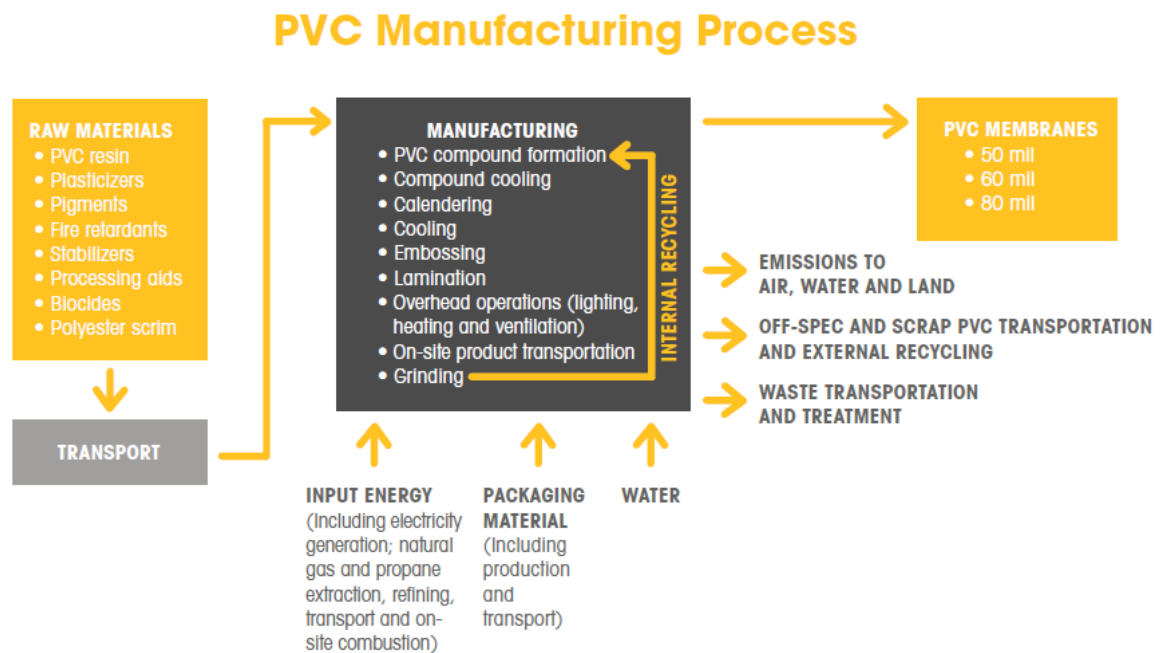 PVC Manufacturing Process
RAW MATERIALS
• PVC resin
• Plasticizers
• Pigments
• Fire retardants
• Stabilizers
• Processing aids
• Biocides
• Polyester scrim
TRANSPORT
MANUFACTURING
• PVC compound formation
• Compound cooling
• Calendering
• Cooling
• Embossing
• Lamination
• Overhead operations (lighting,
heating and ventilation)
• On-site product transportation
• Grinding
INTERNAL RECYCLING
INPUT ENERGY
(Including electricity
generation; natural
gas and propane
extraction, refining,
transport and on-
site combustion)
PACKAGING
MATERIAL
(Including
production
and
transport)
WATER
PVC MEMBRANES
• 50 mil
• 60 mil
• 80 mil
EMISSIONS TO
AIR, WATER AND LAND
OFF-SPEC AND SCRAP PVC TRANSPORTATION
AND EXTERNAL RECYCLING
WASTE TRANSPORTATION
AND TREATMENT